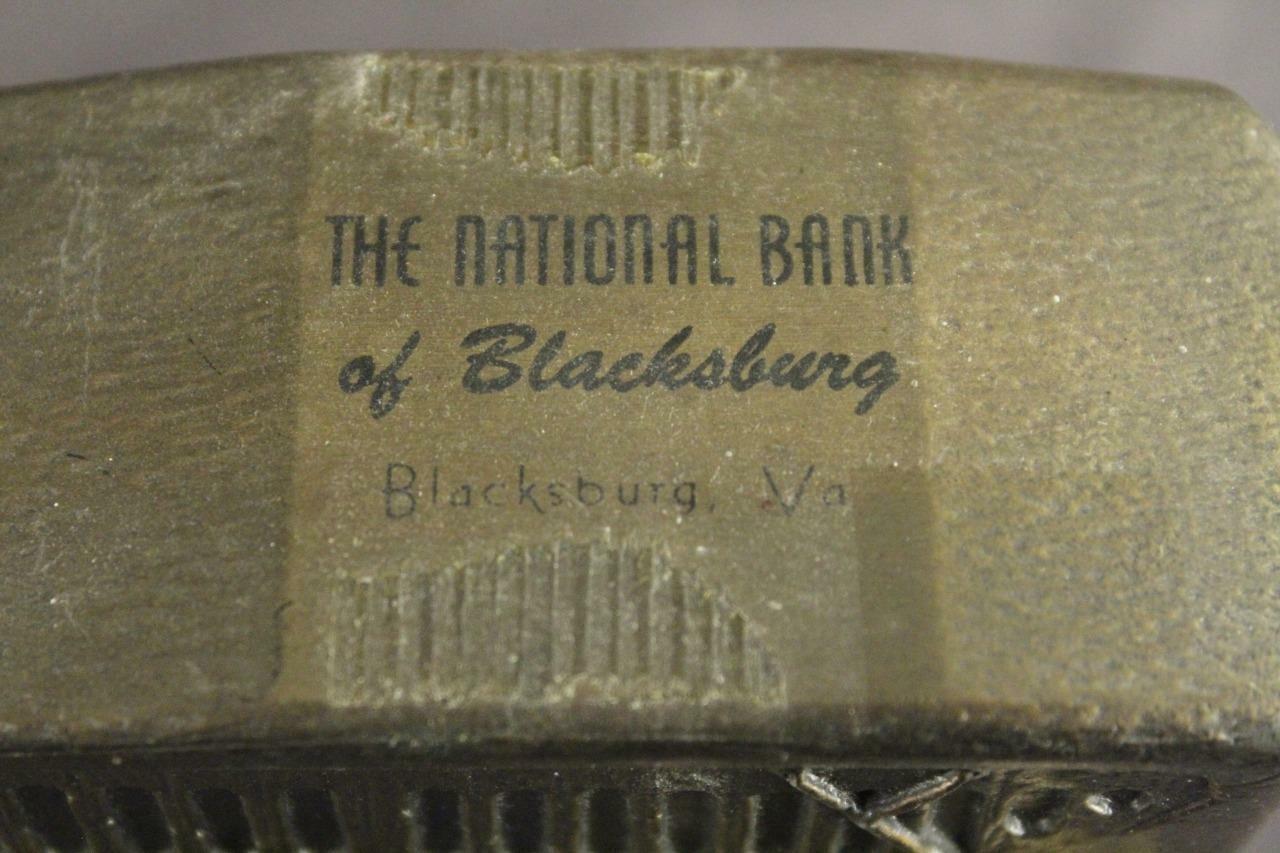 THE NATIONAL BANK
of Blacksburg
Blacksburg, Va